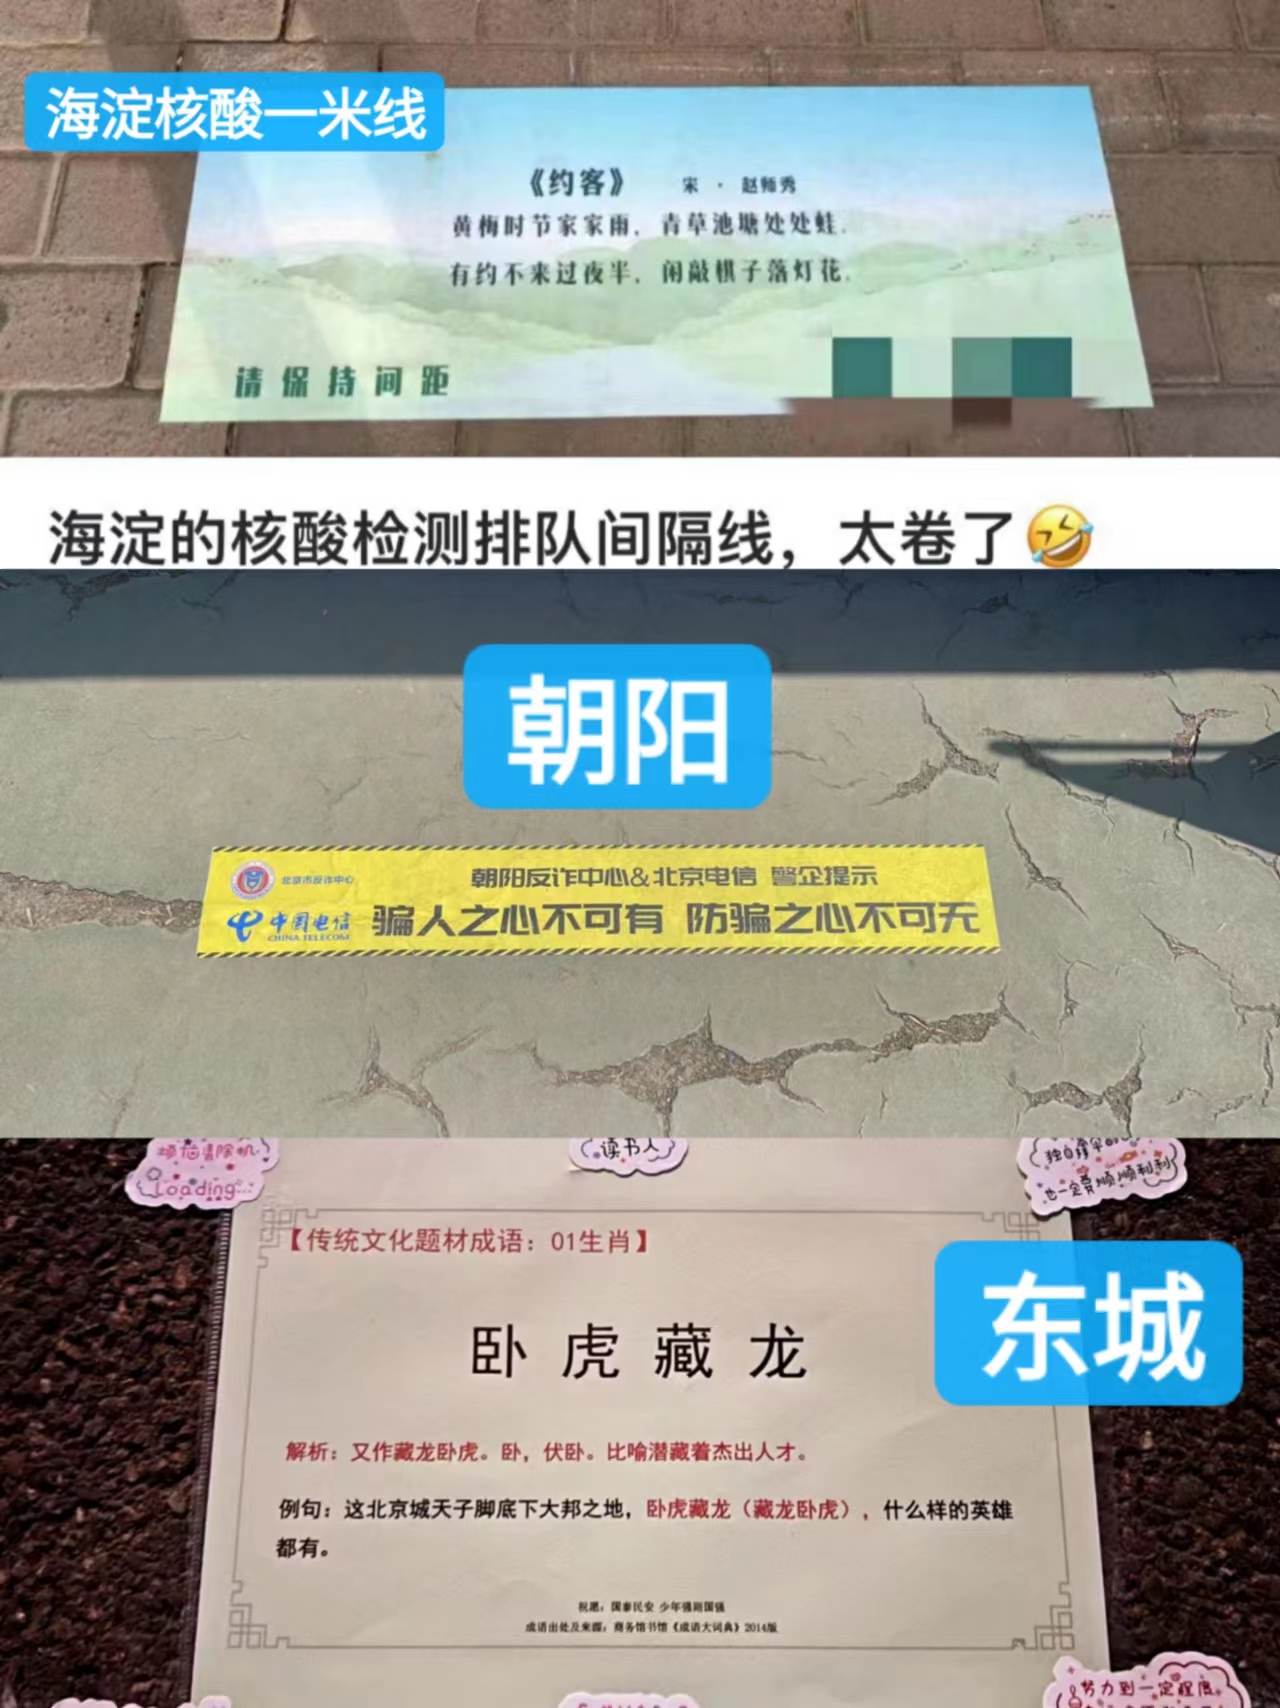 海淀核酸一米线
《约客》 宋 · 赵师秀
黄梅时节家家雨，青草池塘处处蛙。
有约不来过夜半，闲敲棋子落灯花。
请保持间距
海淀的核酸检测排队间隔线，太卷了🤣
朝阳
北京市反诈中心
朝阳反诈中心&北京电信 警企提示
中国电信
CHINA TELECOM
骗人之心不可有 防骗之心不可无
烦恼清除机
Loading...
读书人
也一定要顺顺利利
【传统文化题材成语：01生肖】
东城
卧虎藏龙
解析：又作藏龙卧虎。卧，伏卧。比喻潜藏着杰出人才。
例句：这北京城天子脚底下大邦之地，卧虎藏龙（藏龙卧虎），什么样的英雄
都有。
祝愿：国泰民安 少年强则国强
成语出处及来源：商务馆书馆《成语大词典》2014版
努力到一定程度